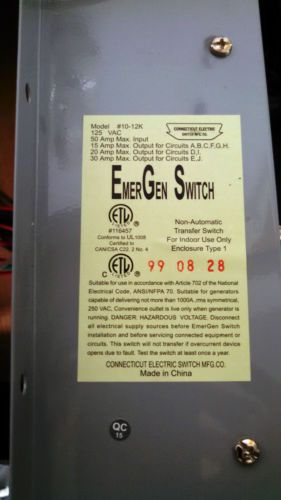 Model #10-12K
125 VAC
50 Amp Max. Input
15 Amp Max. Output for Circuits A,B,C,F,G,H.
20 Amp Max. Output for Circuits D,I.
30 Amp Max. Output for Circuits E,J.
CONNECTICUT ELECTRIC
SWITCH MFG. CO.
EMERGEN SWITCH
ETL
LISTED
#116457
Conforms to UL1008
Certified to
CAN/CSA C22, 2 No. 4
Non-Automatic
Transfer Switch
For Indoor Use Only
Enclosure Type 1
C ETL
LISTED
99 08 28
Suitable for use in accordance with Article 702 of the National
Electrical Code, ANSI/NFPA 70, Suitable for generators
capable of delivering not more than 1000A ,rms symmetrical,
250 VAC, Convenience outlet is live only when generator is
running. DANGER: HAZARDOUS VOLTAGE. Disconnect
all electrical supply sources before EmerGen Switch
installation and before servicing connected equipment or
circuits. This switch will not transfer if overcurrent device
opens due to fault. Test the switch at least once a year.
CONNECTICUT ELECTRIC SWITCH MFG.CO.
Made in China
QC
15